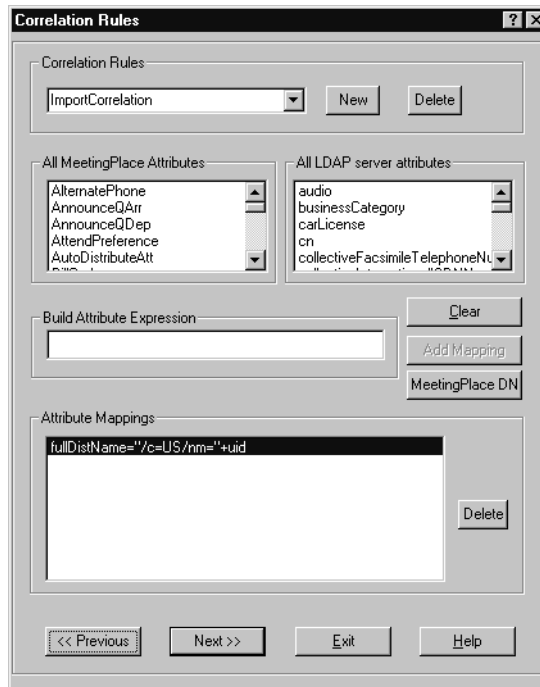 Correlation Rules
Correlation Rules
ImportCorrelation
New
Delete
All MeetingPlace Attributes
AlternatePhone
AnnounceQArr
AnnounceQDep
AttendPreference
AutoDistributeAtt
All LDAP server attributes
audio
businessCategory
carLicense
cn
collectiveFacsimileTelephoneNu
Build Attribute Expression
Clear
Add Mapping
MeetingPlace DN
Attribute Mappings
fullDistName="/c=US/nm="+uid
Delete
<< Previous
Next >>
Exit
Help